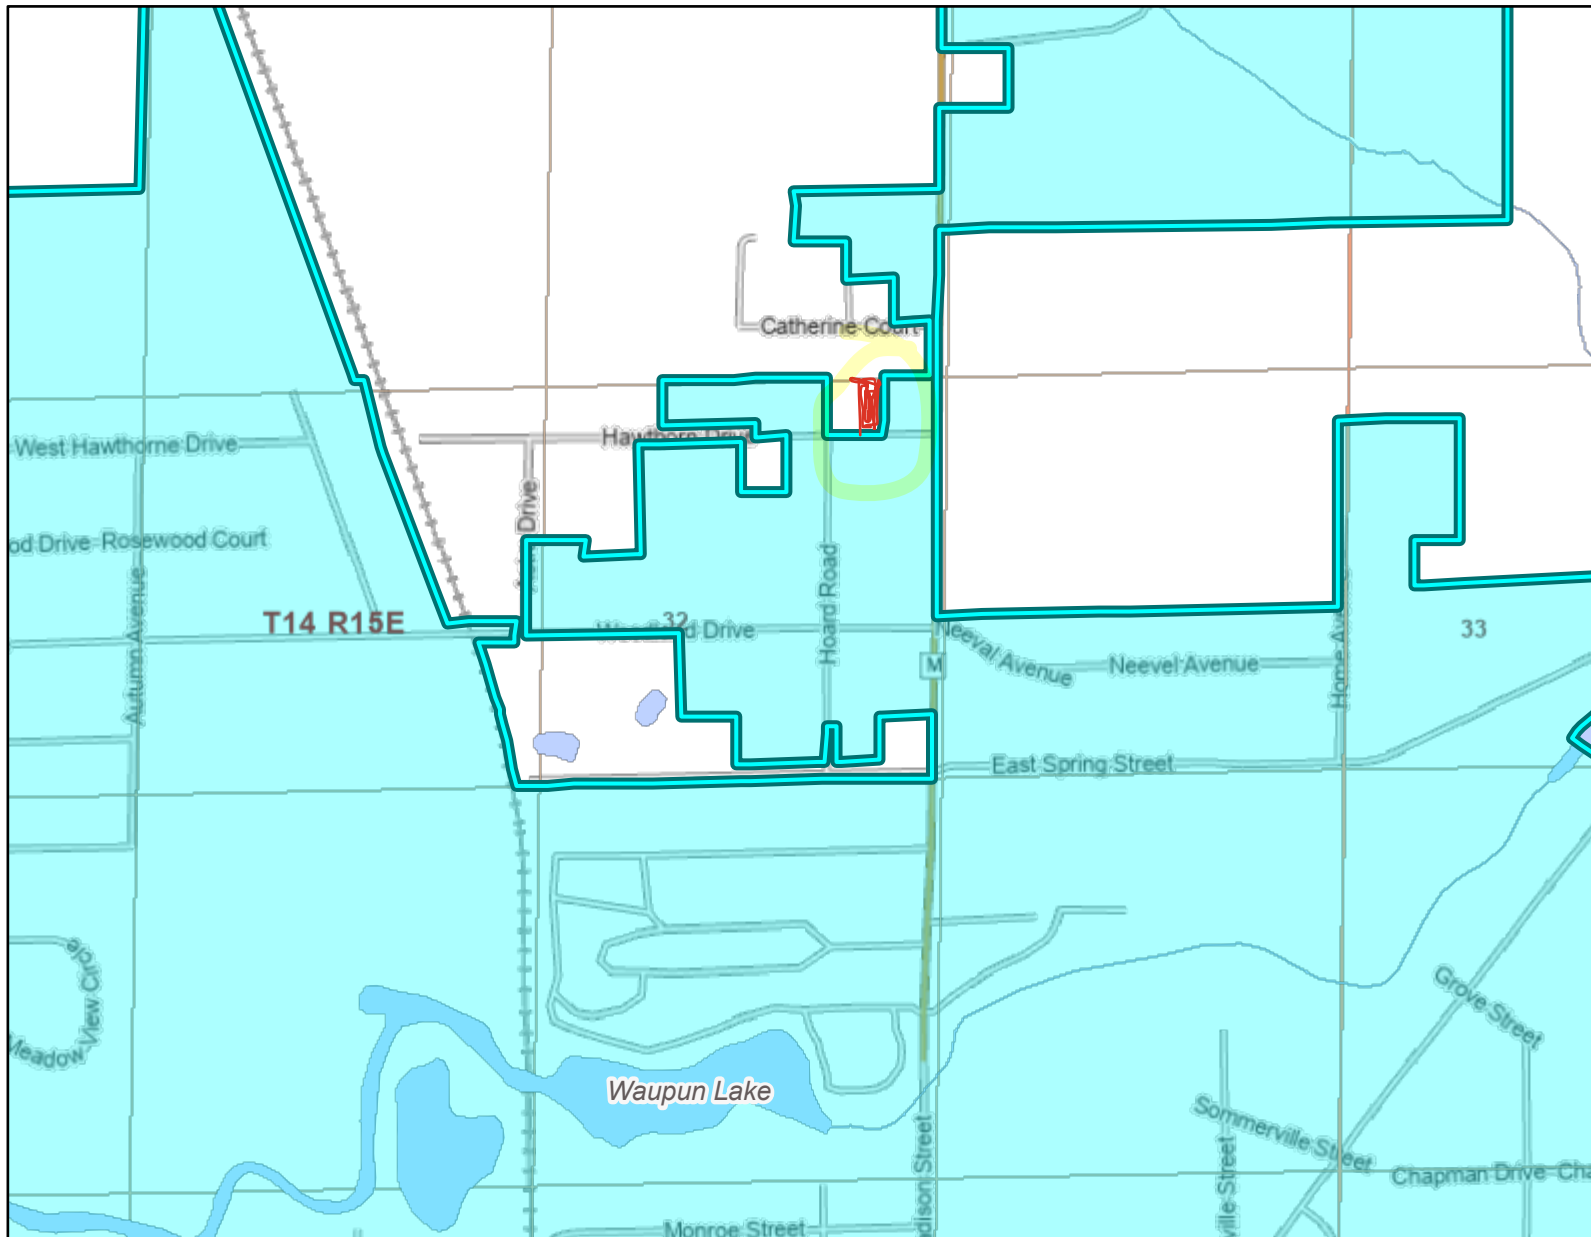 Catherine Court
West Hawthorne Drive
Hawthorn Drive
od Drive
Rosewood Court
Drive
Autumn Avenue
Hoard Road
T14 R15E
32
Drive
Neeval Avenue
Neevel Avenue
Home Ave
33
M
East Spring Street
Meadow View Circle
Grove Street
Waupun Lake
Sommerville Street
Chapman Drive
Cha
dison Street
ville Street
Monroe Street